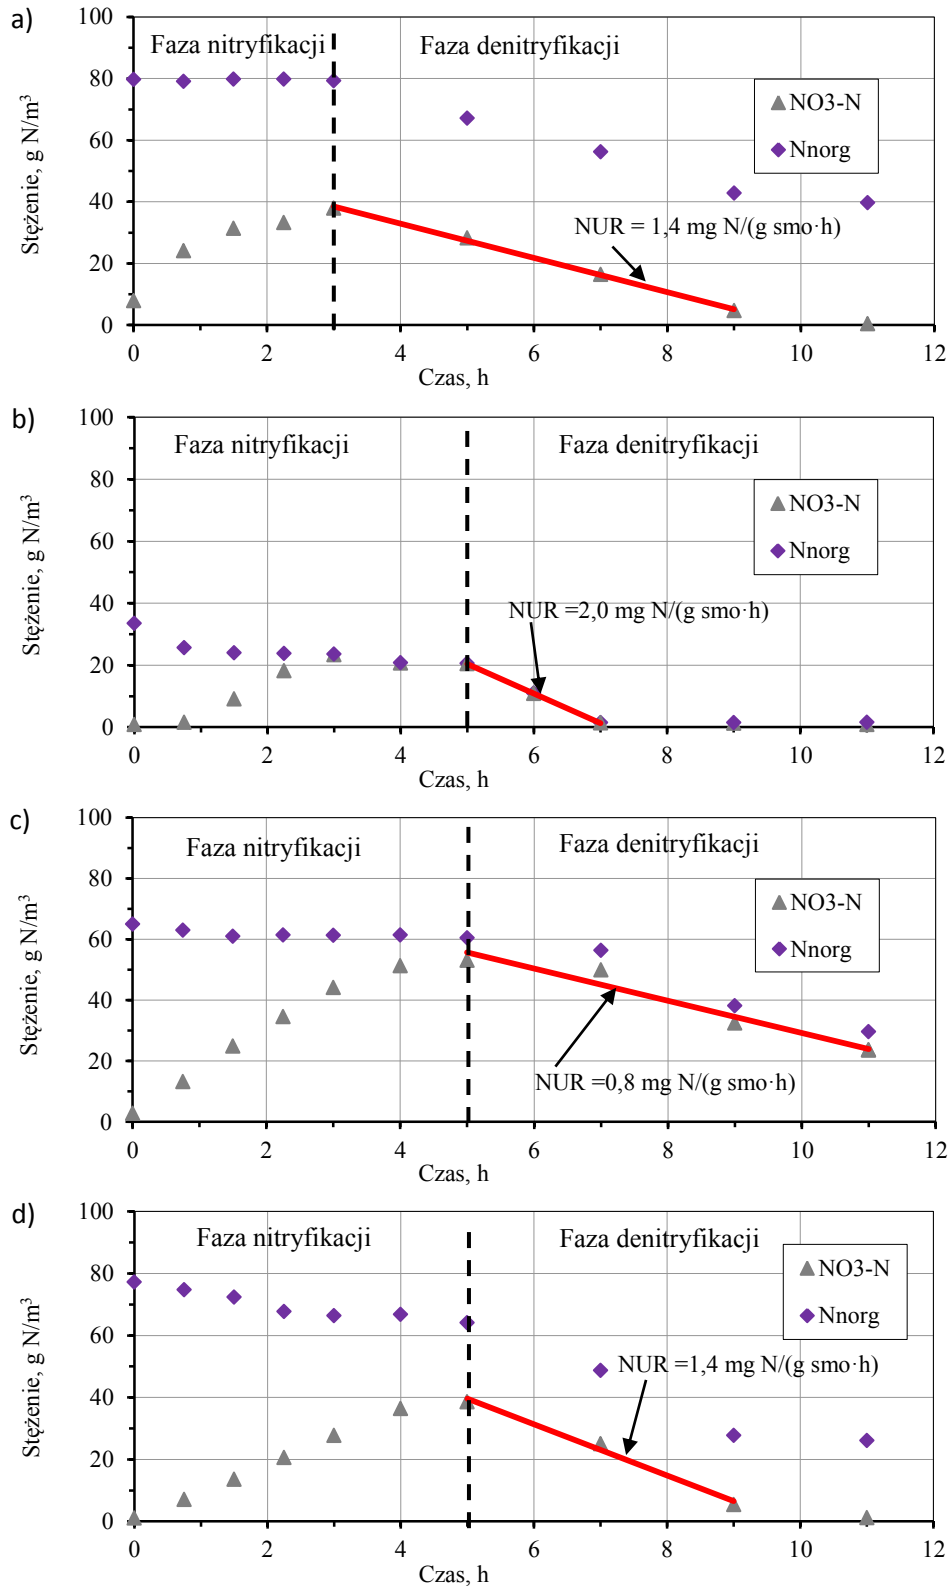 a)
Faza nitryfikacji
Faza denitryfikacji
Stężenie, g N/m³
100
80
60
40
20
0
NO3-N
Nnorg
NUR = 1,4 mg N/(g smo·h)
0 2 4 6 8 10 12
Czas, h
b)
Faza nitryfikacji
Faza denitryfikacji
Stężenie, g N/m³
100
80
60
40
20
0
NO3-N
Nnorg
NUR =2,0 mg N/(g smo·h)
0 2 4 6 8 10 12
Czas, h
c)
Faza nitryfikacji
Faza denitryfikacji
Stężenie, g N/m³
100
80
60
40
20
0
NO3-N
Nnorg
NUR =0,8 mg N/(g smo·h)
0 2 4 6 8 10 12
Czas, h
d)
Faza nitryfikacji
Faza denitryfikacji
Stężenie, g N/m³
100
80
60
40
20
0
NO3-N
Nnorg
NUR =1,4 mg N/(g smo·h)
0 2 4 6 8 10 12
Czas, h